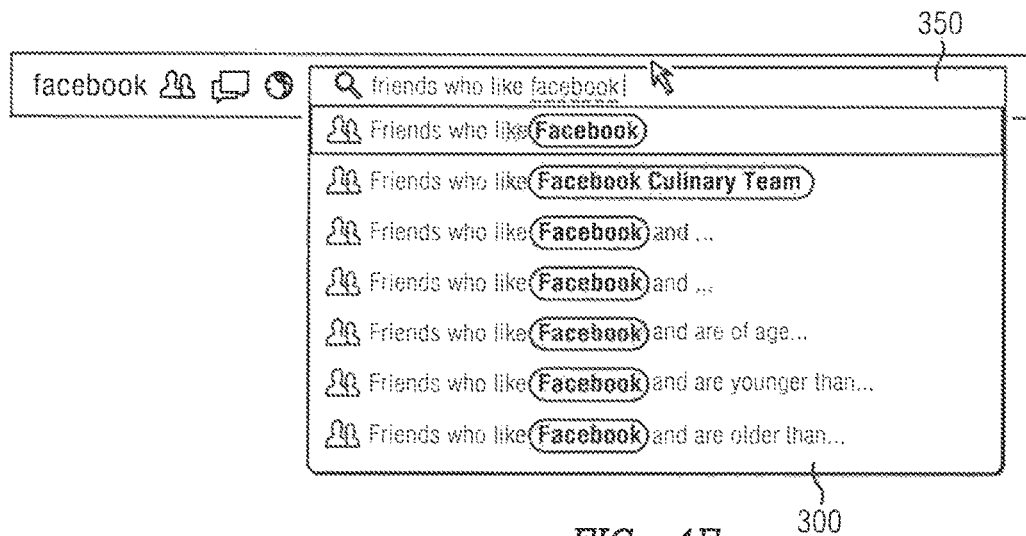 350
facebook friends who like facebook
Friends who like Facebook
Friends who like Facebook Culinary Team
Friends who like Facebook and ...
Friends who like Facebook and ...
Friends who like Facebook and are of age...
Friends who like Facebook and are younger than...
Friends who like Facebook and are older than...
300